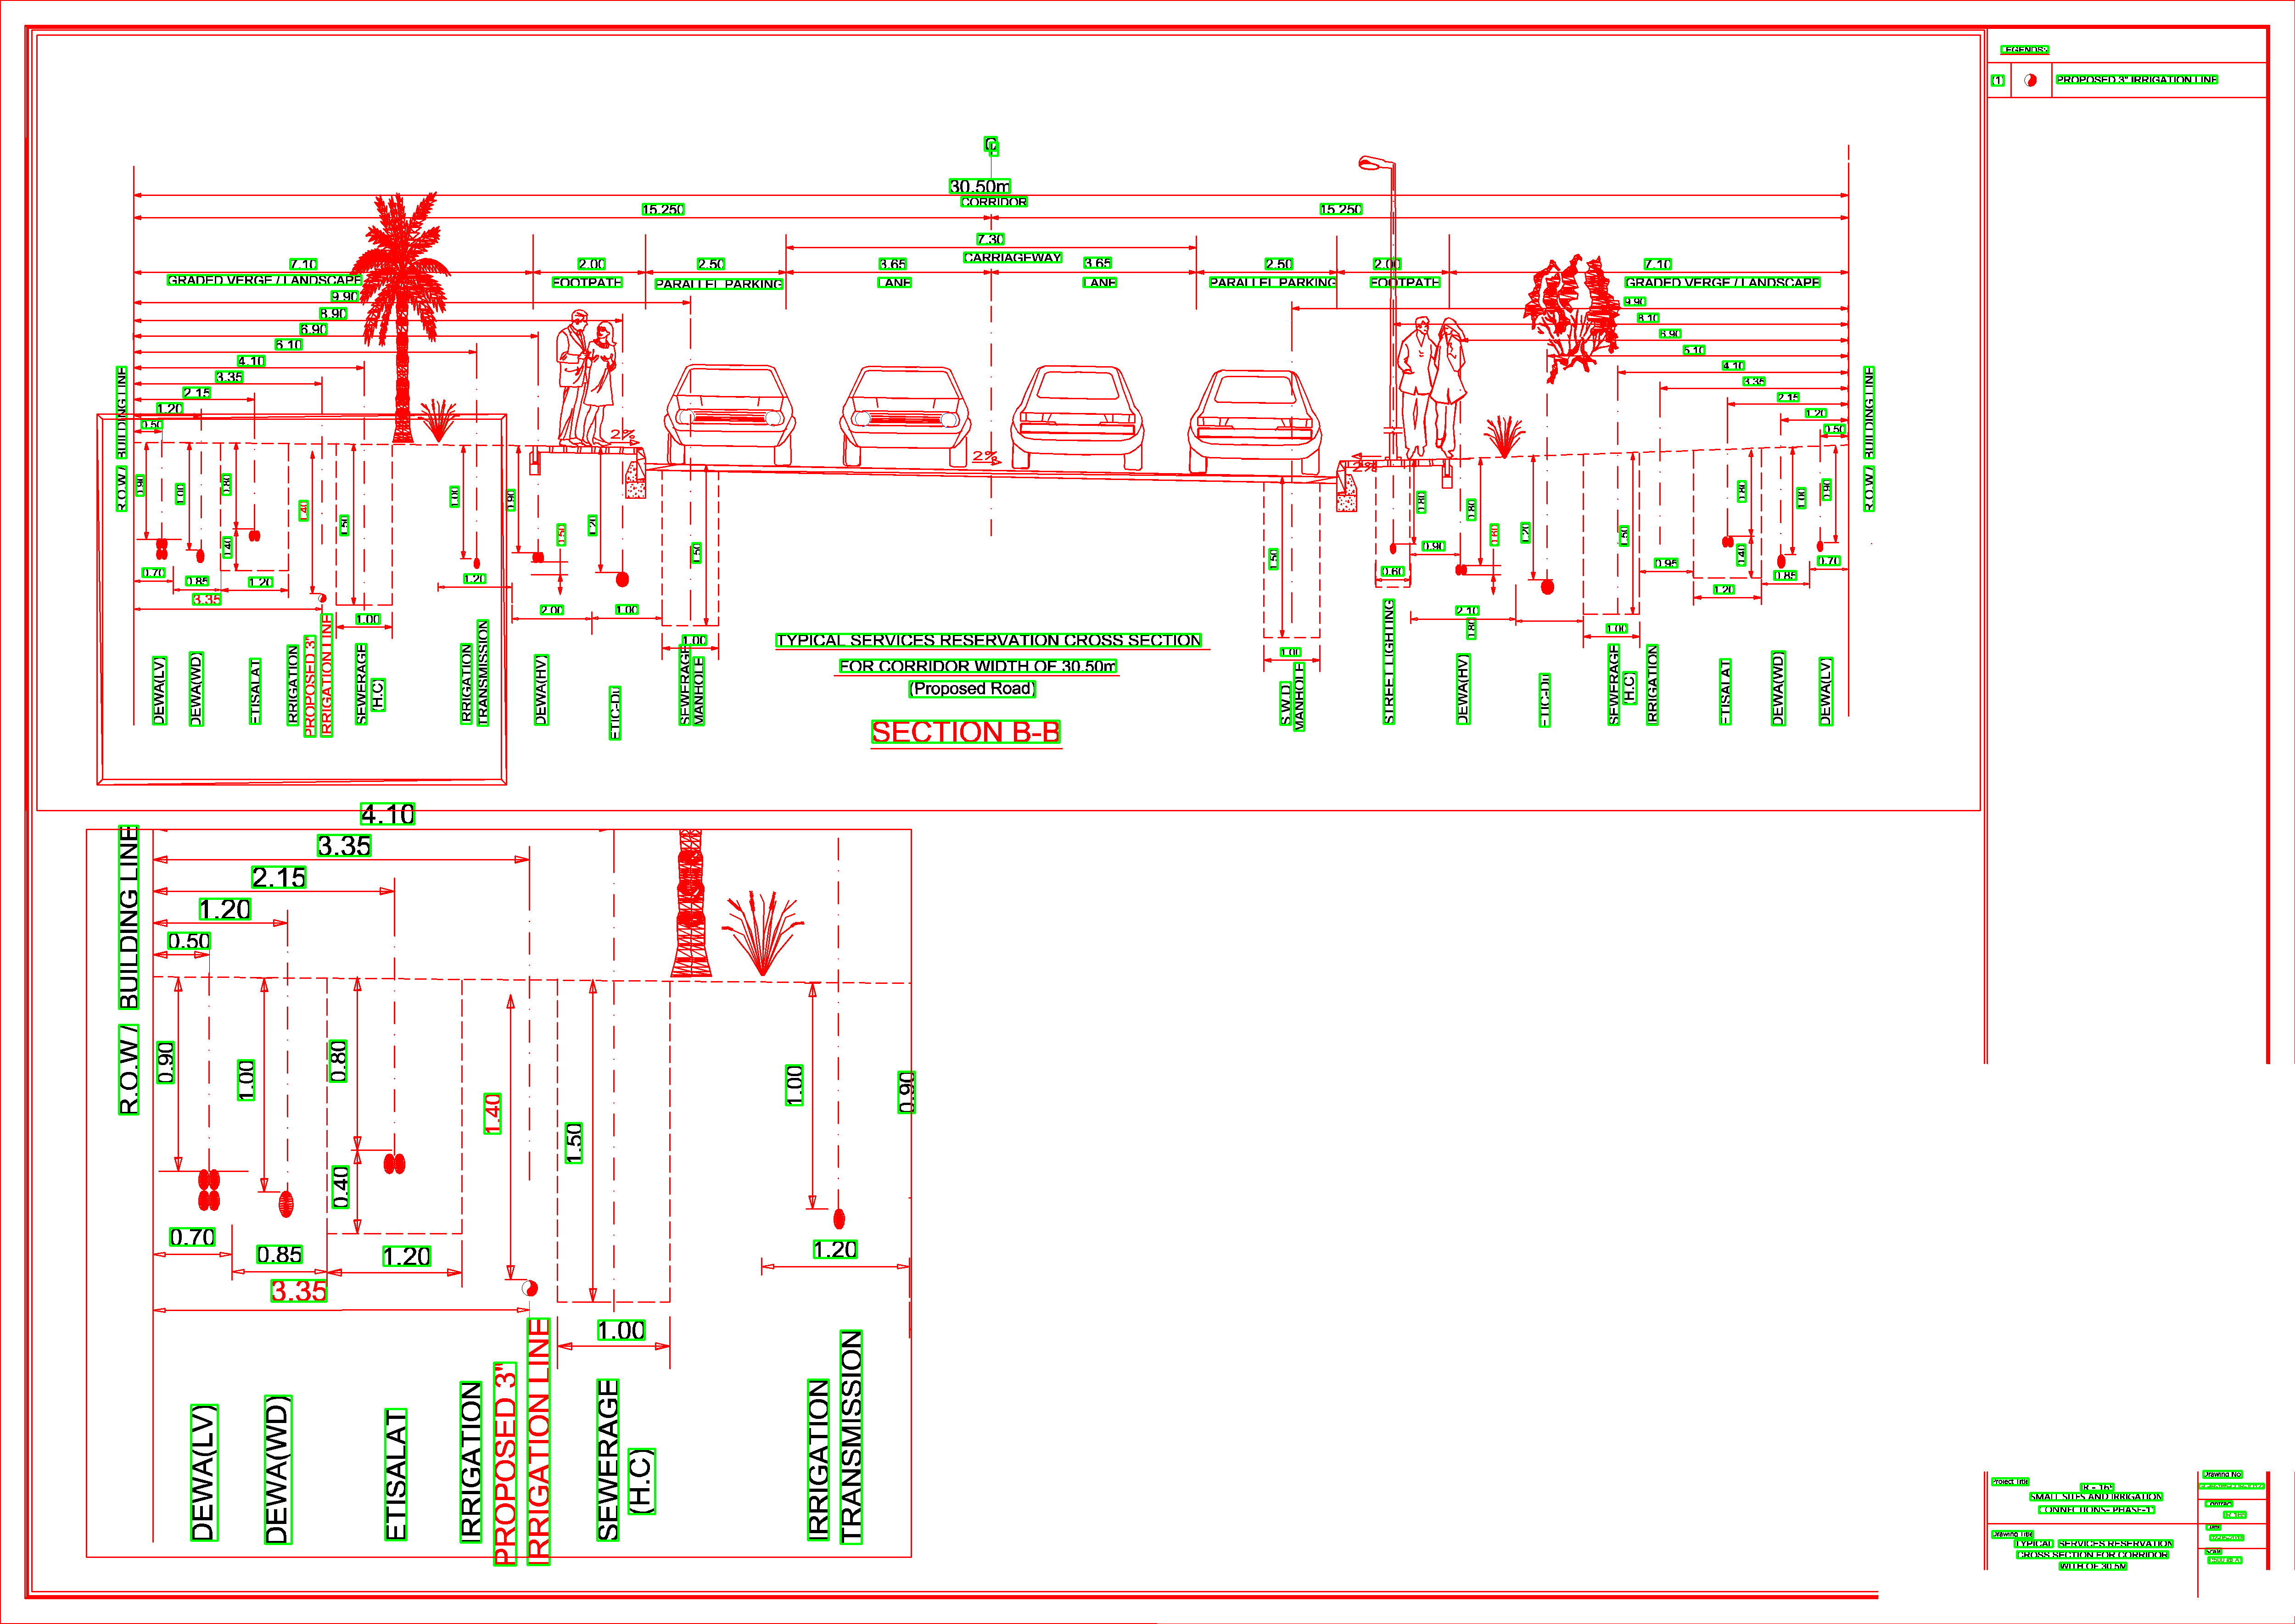 LEGENDS:-
(1) PROPOSED 3" IRRIGATION LINE
30.50m
CORRIDOR
15.250 15.250
7.30
CARRIAGEWAY
7.10 2.00 2.50 3.65 3.65 2.50 2.00 7.10
GRADED VERGE / LANDSCAPE FOOTPATE PARALLEL PARKING LANE LANE PARALLEL PARKING FOOTPATE GRADED VERGE / LANDSCAPE
9.90 9.90
8.90 8.10
6.90 6.90
6.10 5.10
4.10 4.10
3.35 3.35
2.15 2.15
1.20 1.20
0.50 0.50
R.O.W / BUILDING LINE
R.O.W / BUILDING LINE
2% 2% 2%
0.90 1.00 0.80 1.40 1.50 1.00 0.90 1.20 0.80 0.80 1.20 1.50 0.80 1.00 0.90
0.40 0.50 1.50 1.50 0.90 0.60 0.95 0.40
0.70 0.85 1.20 1.20 0.60 1.20 0.85 0.70
3.35 2.00 1.00 2.10
1.00 1.00 1.00 0.80 1.00
DEWA(LV)
DEWA(WD)
ETISALAT
IRRIGATION
PROPOSED 3"
IRRIGATION LINE
SEWERAGE
(H.C)
IRRIGATION
TRANSMISSION
DEWA(HV)
ETIC-DU
SEWERAGE
MANHOLE
TYPICAL SERVICES RESERVATION CROSS SECTION
FOR CORRIDOR WIDTH OF 30.50m
(Proposed Road)
SECTION B-B
S.W.D
MANHOLE
STREET LIGHTING
DEWA(HV)
ETIC-DU
SEWERAGE
(H.C)
IRRIGATION
ETISALAT
DEWA(WD)
DEWA(LV)
4.10
3.35
2.15
1.20
0.50
R.O.W / BUILDING LINE
0.90 1.00 0.80 1.40 1.50 1.00 0.90
0.40
0.70 0.85 1.20 1.20
3.35
1.00
DEWA(LV)
DEWA(WD)
ETISALAT
IRRIGATION
PROPOSED 3"
IRRIGATION LINE
SEWERAGE
(H.C)
IRRIGATION
TRANSMISSION
Project Title
R - 165
SMALL SITES AND IRRIGATION
CONNECTIONS- PHASE-1
Drawing Title
TYPICAL SERVICES RESERVATION
CROSS SECTION FOR CORRIDOR
WITH OF 30.5M
Drawing No
Contract
Date
Scale